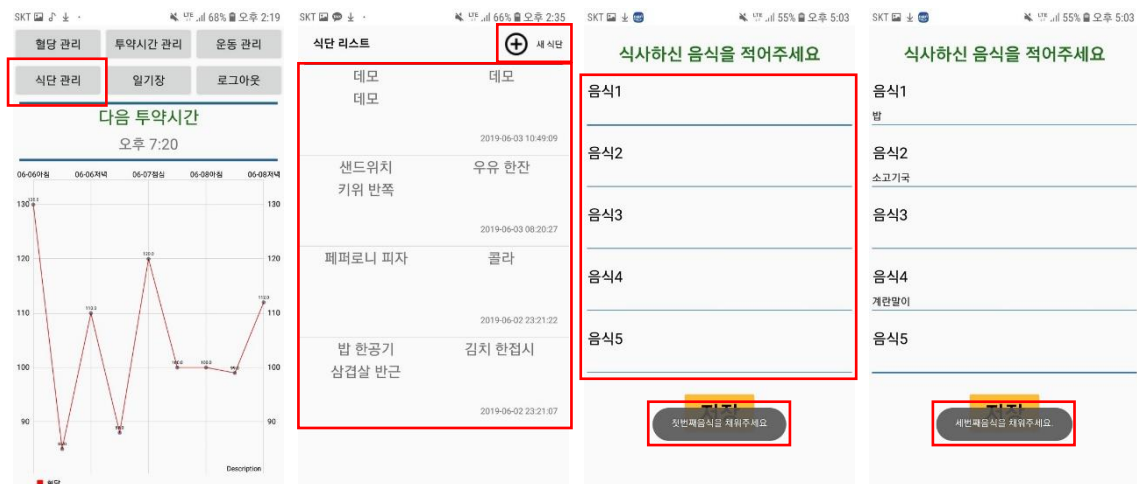 SKT
68% 오후 2:19
혈당 관리 투약시간 관리 운동 관리
식단 관리 일기장 로그아웃
다음 투약시간
오후 7:20
06-06아침 06-06저녁 06-07점심 06-08아침 06-08저녁
130 130
120 120
110 110
100 100
90 90
Description
혈당
SKT
66% 오후 2:35
식단 리스트
새 식단
데모 데모
데모
2019-06-03 10:49:09
샌드위치 우유 한잔
키위 반쪽
2019-06-03 08:20:27
페퍼로니 피자 콜라
2019-06-02 23:21:22
밥 한공기 김치 한접시
삼겹살 반근
2019-06-02 23:21:07
SKT
55% 오후 5:03
식사하신 음식을 적어주세요
음식1
음식2
음식3
음식4
음식5
저장
첫번째음식을 채워주세요
SKT
55% 오후 5:03
식사하신 음식을 적어주세요
음식1
밥
음식2
소고기국
음식3
음식4
계란말이
음식5
저장
세번째음식을 채워주세요.